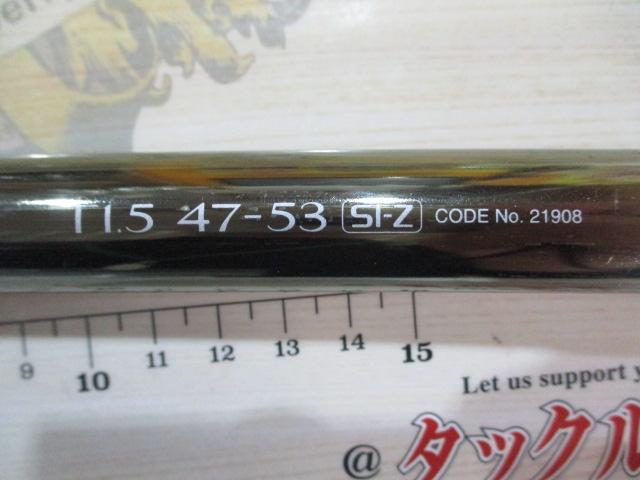 T1.5 47-53 SI-Z CODE No. 21908
9 10 11 12 13 14 15
Let us support y
@ タックル